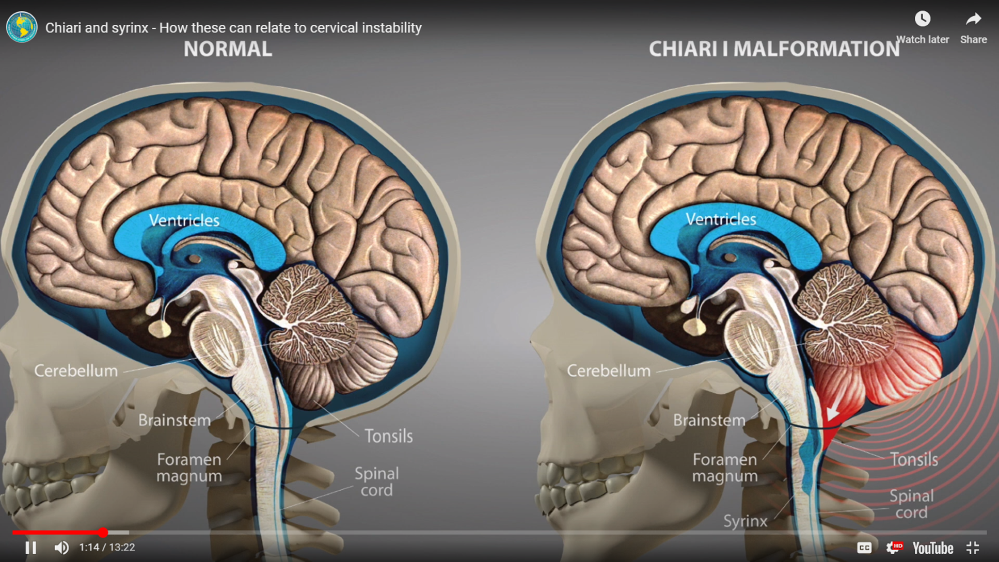 Chiari and syrinx - How these can relate to cervical instability
Watch later
Share
NORMAL
CHIARI I MALFORMATION
Ventricles
Cerebellum
Brainstem
Tonsils
Foramen
magnum
Spinal
cord
Ventricles
Cerebellum
Brainstem
Foramen
magnum
Tonsils
Spinal
cord
Syrinx
1:14 / 13:22
CC
HD
YouTube